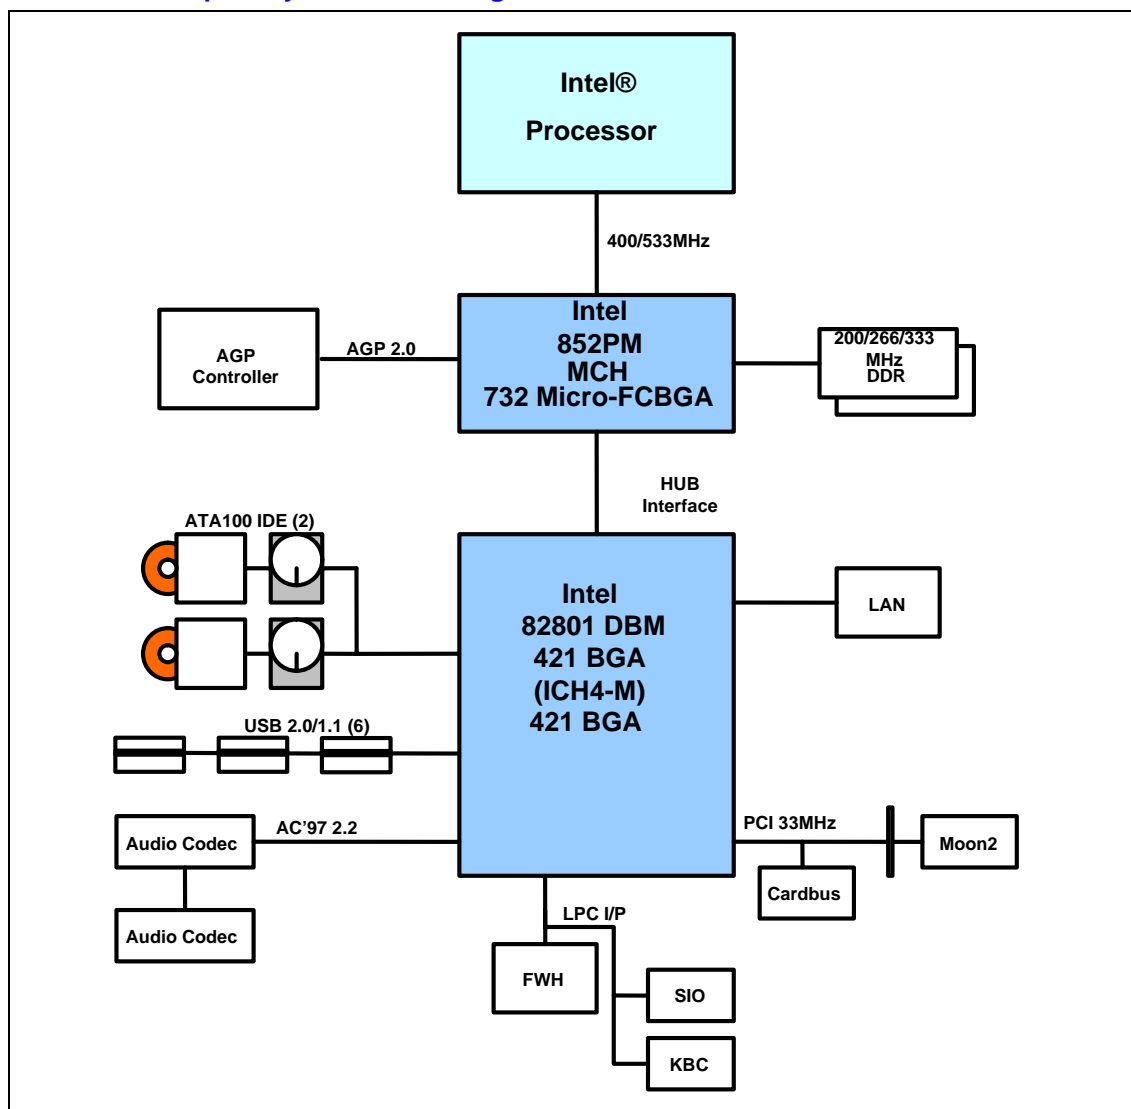 Intel®
Processor
400/533MHz
Intel
852PM
MCH
732 Micro-FCBGA
AGP
Controller
AGP 2.0
200/266/333
MHz
DDR
HUB
Interface
ATA100 IDE (2)
Intel
82801 DBM
421 BGA
(ICH4-M)
421 BGA
LAN
USB 2.0/1.1 (6)
AC’97 2.2
Audio Codec
Audio Codec
PCI 33MHz
Moon2
Cardbus
LPC I/P
FWH
SIO
KBC